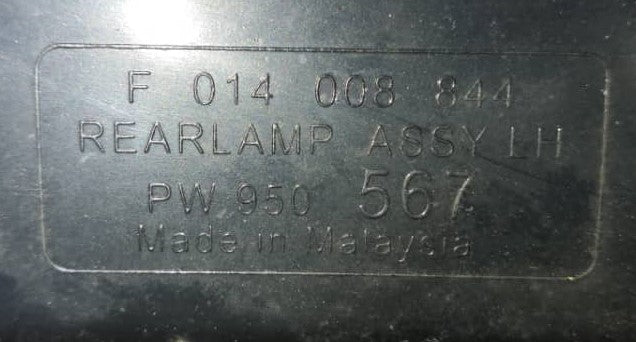 F 014 008 844
REARLAMP ASSY LH
PW 950 567
Made in Malaysia